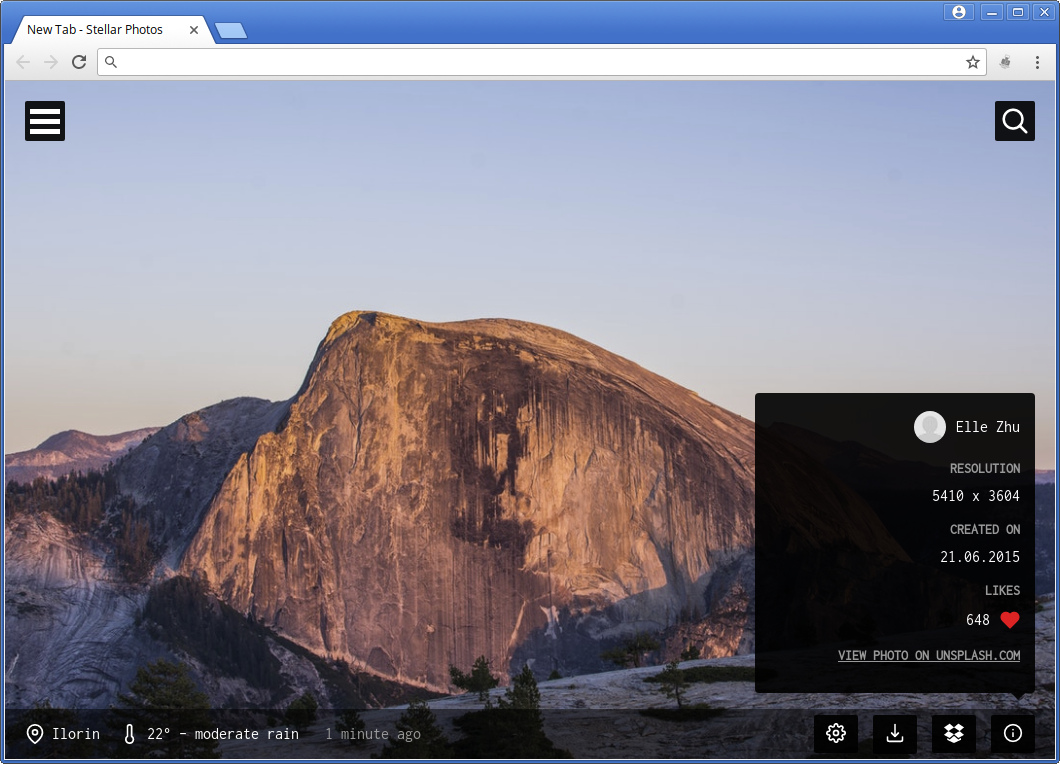 New Tab - Stellar Photos
Elle Zhu
RESOLUTION
5410 x 3604
CREATED ON
21.06.2015
LIKES
648
VIEW PHOTO ON UNSPLASH.COM
Ilorin 22° - moderate rain 1 minute ago